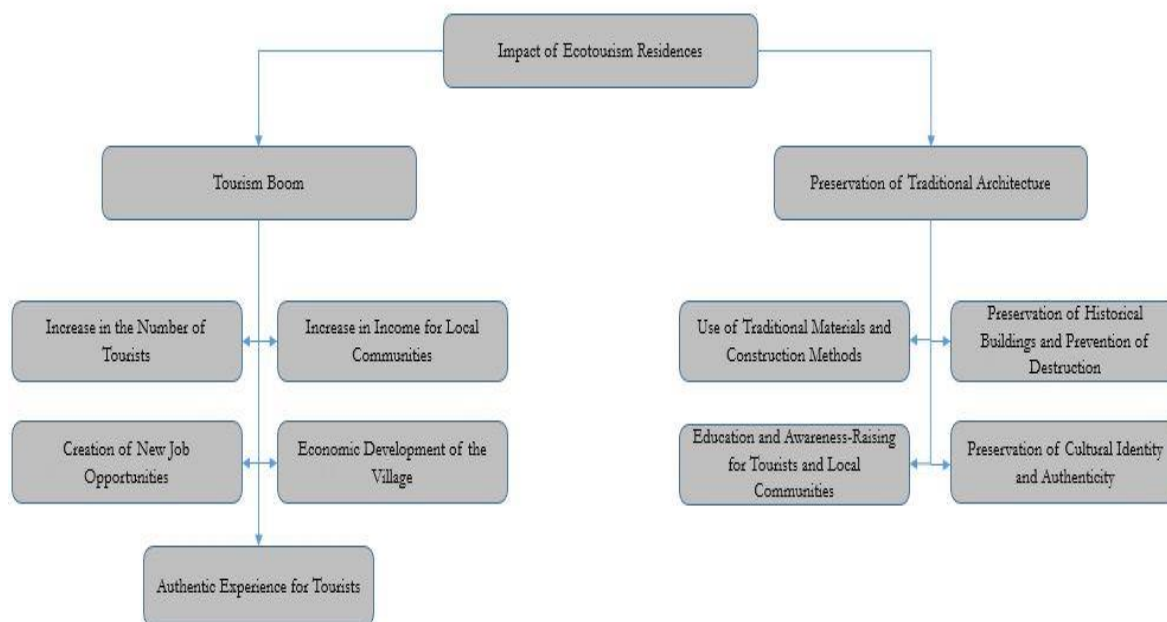 Impact of Ecotourism Residences
Tourism Boom
Preservation of Traditional Architecture
Increase in the Number of
Tourists
Increase in Income for Local
Communities
Use of Traditional Materials and
Construction Methods
Preservation of Historical
Buildings and Prevention of
Destruction
Creation of New Job
Opportunities
Economic Development of the
Village
Education and Awareness-Raising
for Tourists and Local
Communities
Preservation of Cultural Identity
and Authenticity
Authentic Experience for Tourists